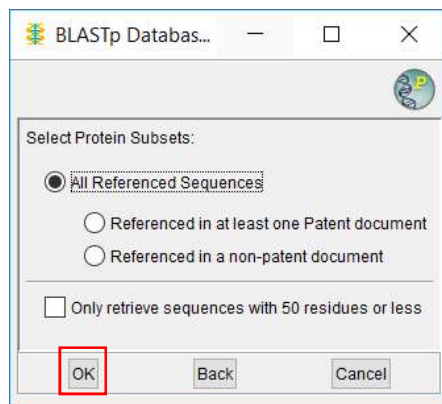 BLASTp Databas...
P
Select Protein Subsets:
All Referenced Sequences
Referenced in at least one Patent document
Referenced in a non-patent document
Only retrieve sequences with 50 residues or less
OK Back Cancel